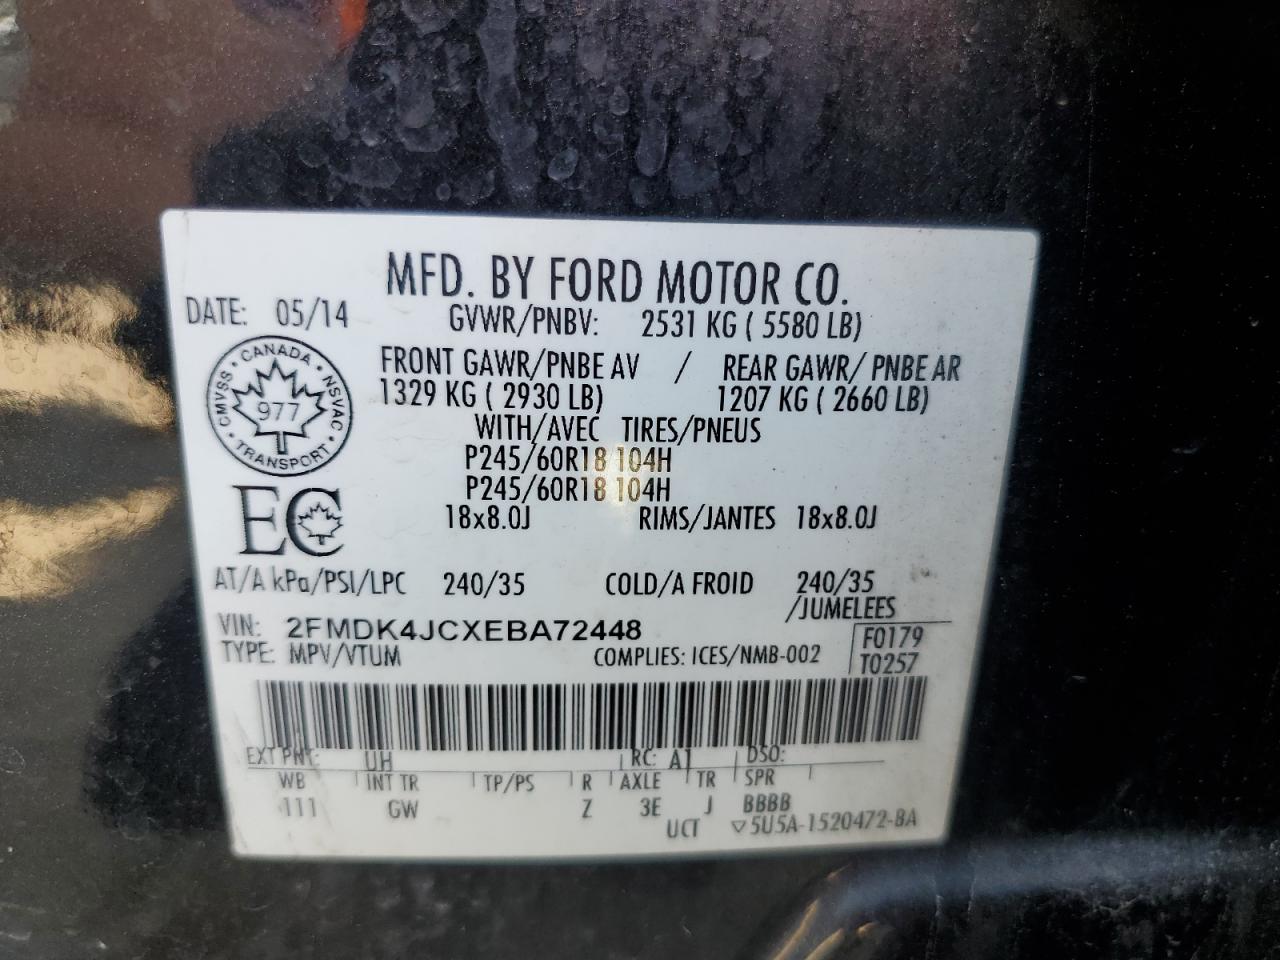 MFD. BY FORD MOTOR CO.
DATE: 05/14 GVWR/PNBV: 2531 KG ( 5580 LB)
FRONT GAWR/PNBE AV / REAR GAWR/ PNBE AR
1329 KG ( 2930 LB) 1207 KG ( 2660 LB)
WITH/AVEC TIRES/PNEUS
P245/60R18 104H
P245/60R18 104H
18x8.0J RIMS/JANTES 18x8.0J
CANADA · NSVAC · TRANSPORT · CMVSS ·
977
EC
AT/A kPa/PSI/LPC 240/35 COLD/A FROID 240/35
/JUMELEES
VIN: 2FMDK4JCXEBA72448 F0179
TYPE: MPV/VTUM COMPLIES: ICES/NMB-002 T0257
EXT PNT: UH RC: A1 DSO:
WB INT TR TP/PS R AXLE TR SPR
111 GW Z 3E J BBBB
UCT ▽5U5A-1520472-BA